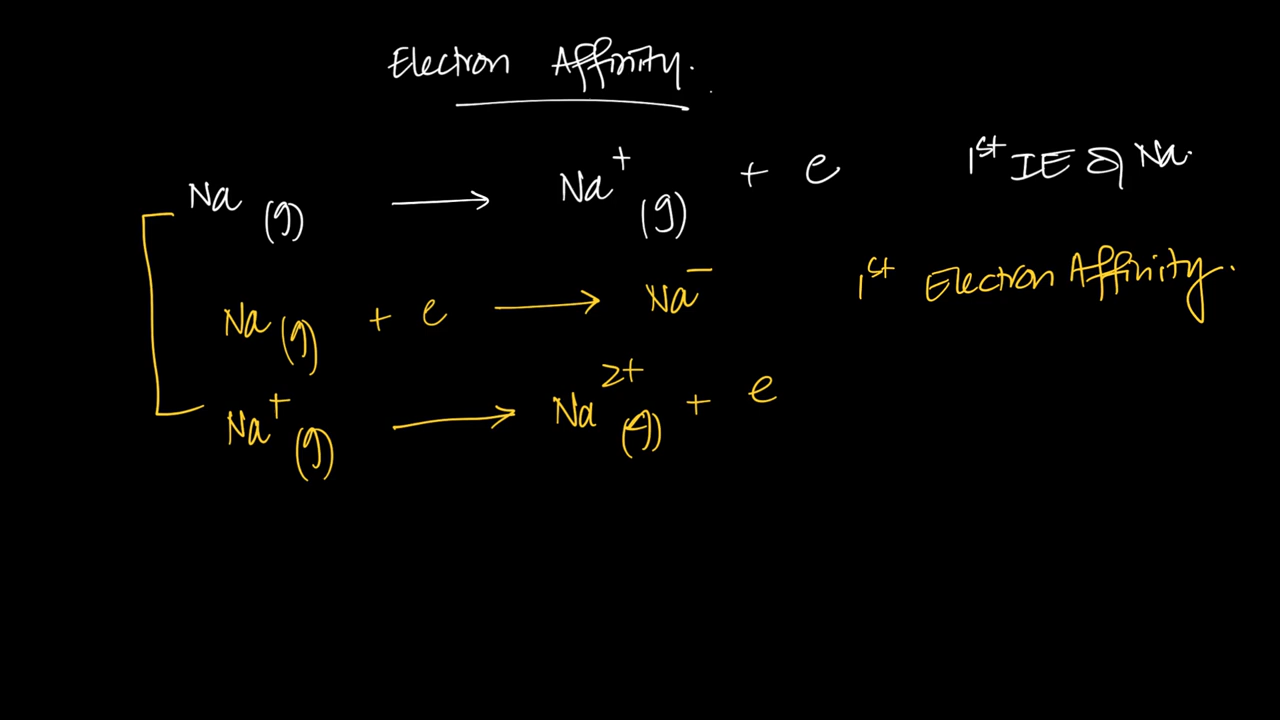 Electron Affinity.
Na (g) → Na⁺ (g) + e 1st IE of Na.
Na (g) + e → Na⁻ 1st Electron Affinity.
Na⁺ (g) → Na²⁺ (g) + e